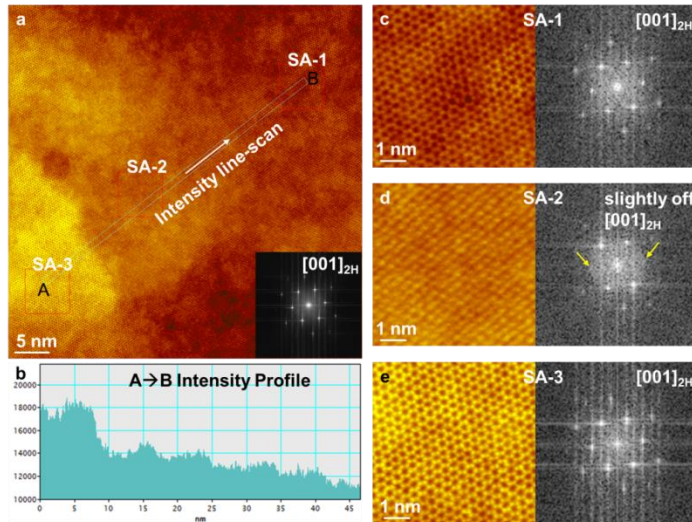 a
SA-1
B
SA-2
Intensity line-scan
SA-3
A
[001]2H
5 nm
b
A→B Intensity Profile
20000
18000
16000
14000
12000
10000
0
5
10
15
20
25
30
35
40
45
nm
c
SA-1
[001]2H
1 nm
d
SA-2
slightly off
[001]2H
1 nm
e
SA-3
[001]2H
1 nm